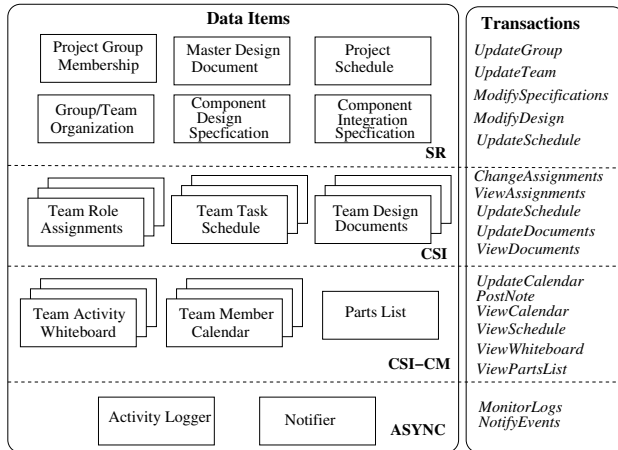 Data Items
Project Group
Membership
Master Design
Document
Project
Schedule
Group/Team
Organization
Component
Design
Specfication
Component
Integration
Specfication
SR
Team Role
Assignments
Team Task
Schedule
Team Design
Documents
CSI
Team Activity
Whiteboard
Team Member
Calendar
Parts List
CSI-CM
Activity Logger
Notifier
ASYNC
Transactions
UpdateGroup
UpdateTeam
ModifySpecifications
ModifyDesign
UpdateSchedule
ChangeAssignments
ViewAssignments
UpdateSchedule
UpdateDocuments
ViewDocuments
UpdateCalendar
PostNote
ViewCalendar
ViewSchedule
ViewWhiteboard
ViewPartsList
MonitorLogs
NotifyEvents